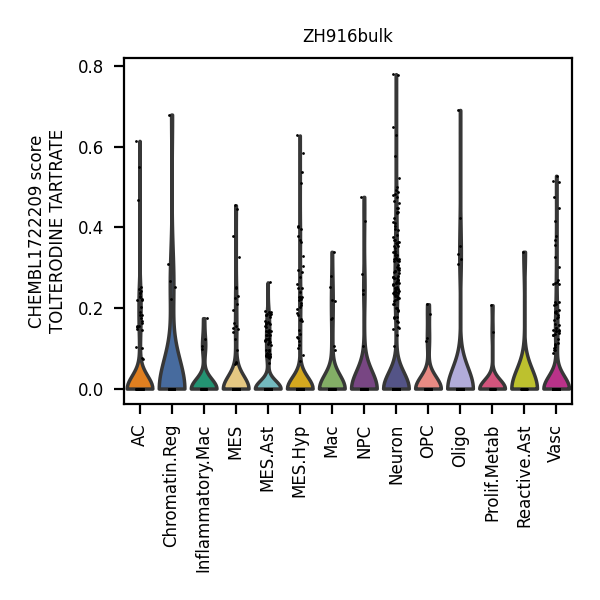 ZH916bulk
CHEMBL1722209 score
TOLTERODINE TARTRATE
0.8
0.6
0.4
0.2
0.0
AC
Chromatin.Reg
Inflammatory.Mac
MES
MES.Ast
MES.Hyp
Mac
NPC
Neuron
OPC
Oligo
Prolif.Metab
Reactive.Ast
Vasc